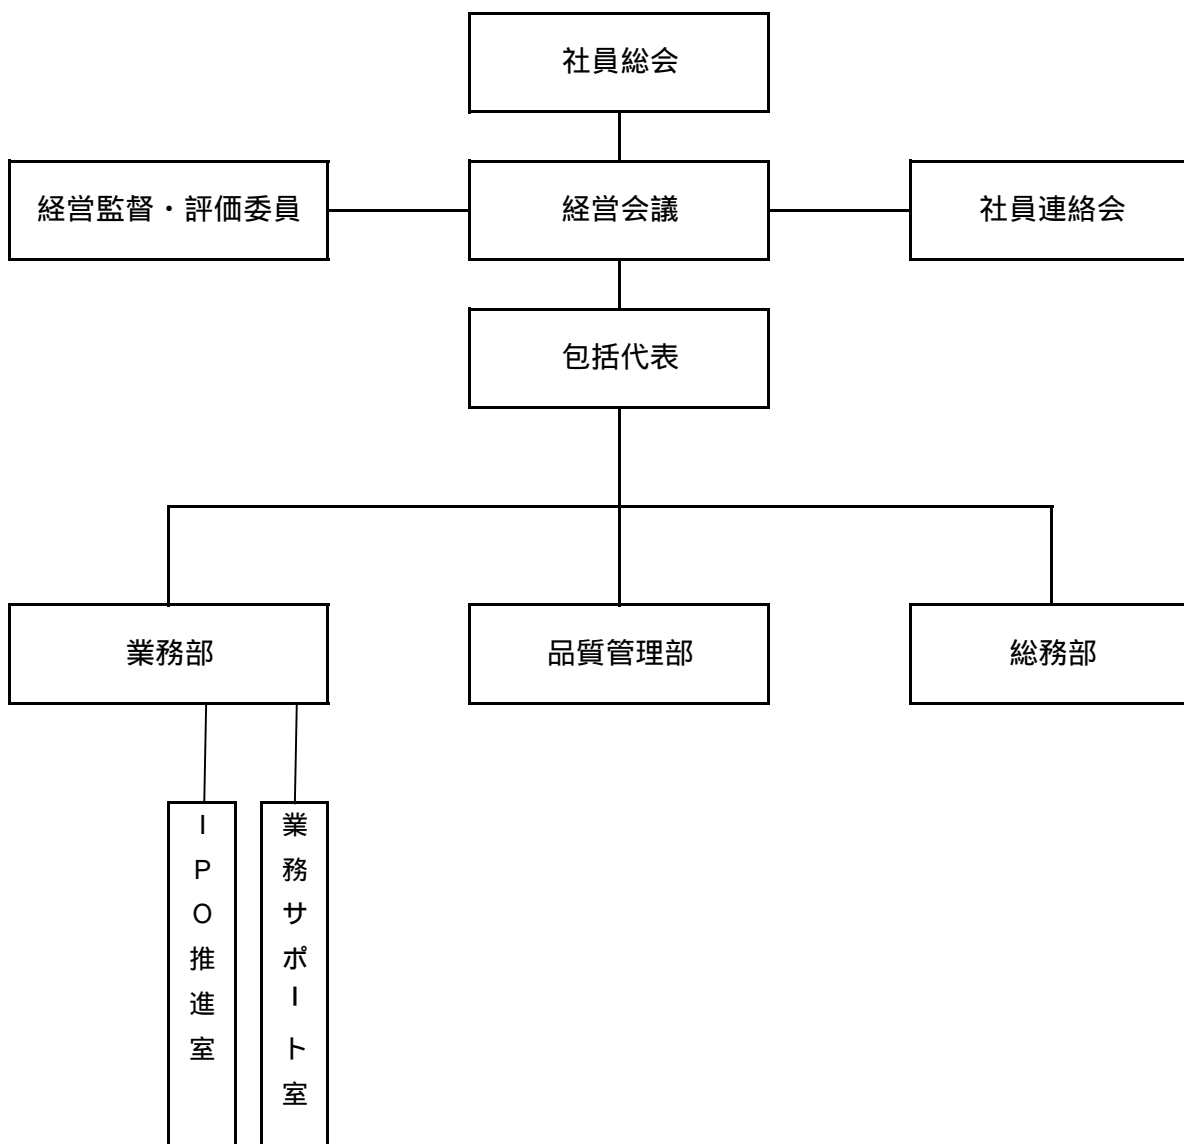 社員総会
経営監督・評価委員
経営会議
社員連絡会
包括代表
業務部
品質管理部
総務部
IPO推進室
業務サポート室